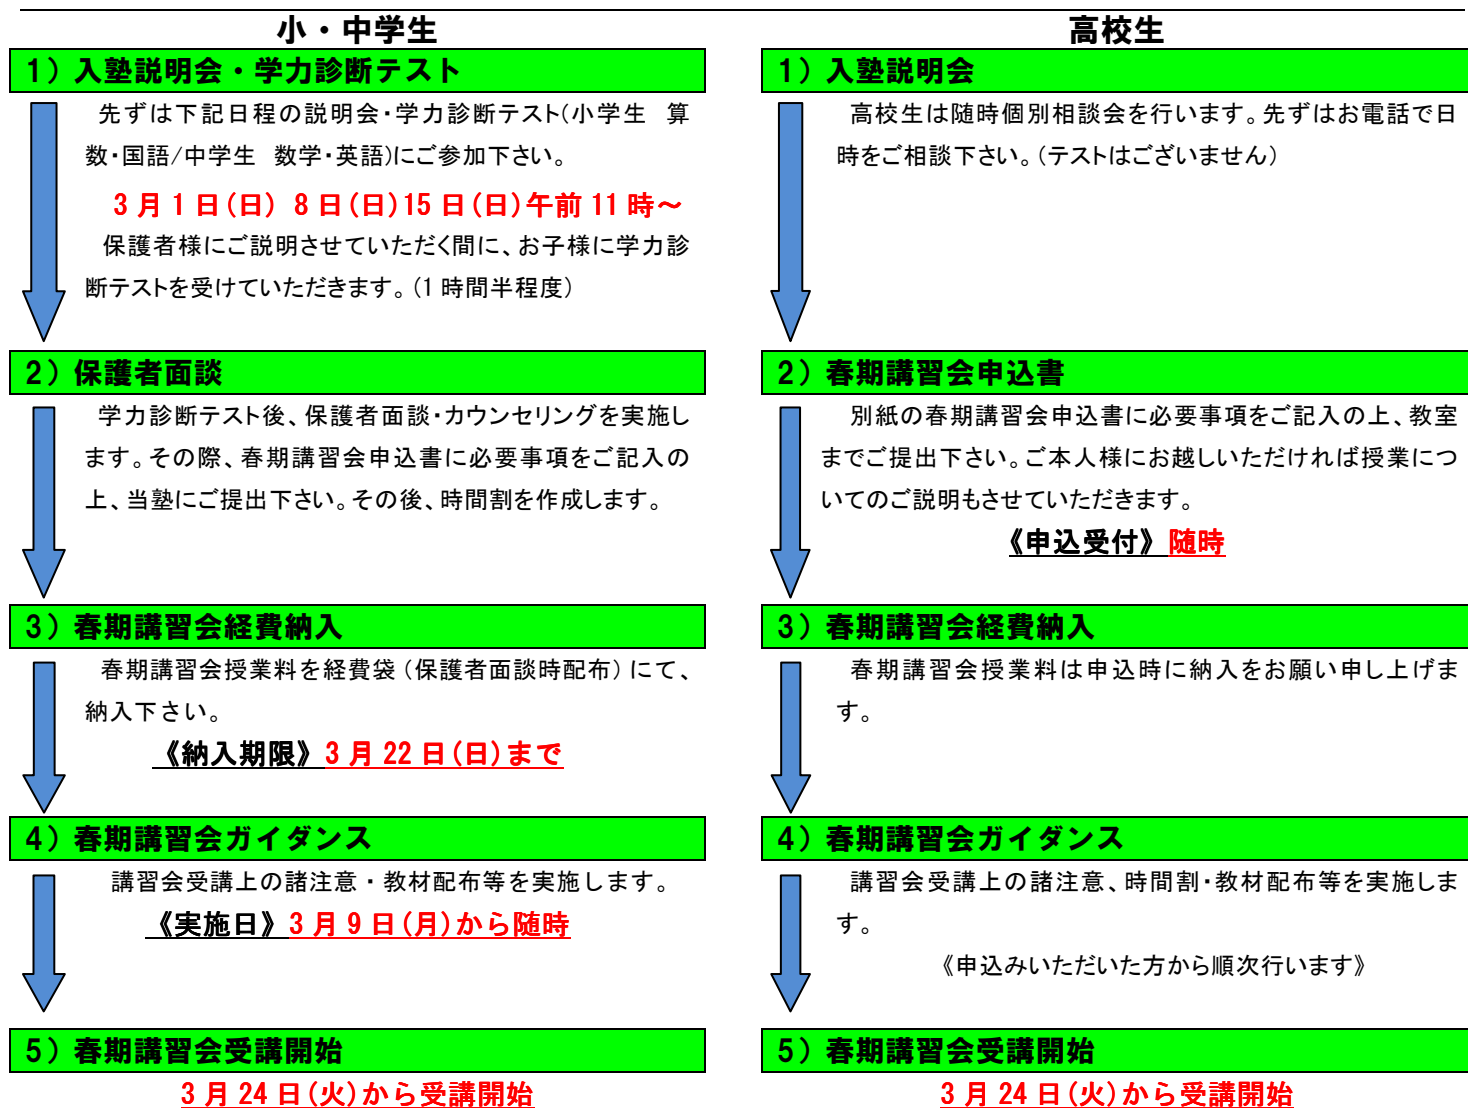 小・中学生
１）入塾説明会・学力診断テスト
先ずは下記日程の説明会・学力診断テスト(小学生　算
数・国語/中学生　数学・英語)にご参加下さい。
3月1日(日) 8日(日)15日(日)午前11時～
保護者様にご説明させていただく間に、お子様に学力診
断テストを受けていただきます。(1時間半程度)
２）保護者面談
学力診断テスト後、保護者面談・カウンセリングを実施し
ます。その際、春期講習会申込書に必要事項をご記入の
上、当塾にご提出下さい。その後、時間割を作成します。
３）春期講習会経費納入
春期講習会授業料を経費袋(保護者面談時配布)にて、
納入下さい。
《納入期限》3月22日(日)まで
４）春期講習会ガイダンス
講習会受講上の諸注意・教材配布等を実施します。
《実施日》3月9日(月)から随時
５）春期講習会受講開始
3月24日(火)から受講開始
高校生
１）入塾説明会
高校生は随時個別相談会を行います。先ずはお電話で日
時をご相談下さい。(テストはございません)
２）春期講習会申込書
別紙の春期講習会申込書に必要事項をご記入の上、教室
までご提出下さい。ご本人様にお越しいただければ授業につ
いてのご説明もさせていただきます。
《申込受付》随時
３）春期講習会経費納入
春期講習会授業料は申込時に納入をお願い申し上げま
す。
４）春期講習会ガイダンス
講習会受講上の諸注意、時間割・教材配布等を実施しま
す。
《申込みいただいた方から順次行います》
５）春期講習会受講開始
3月24日(火)から受講開始